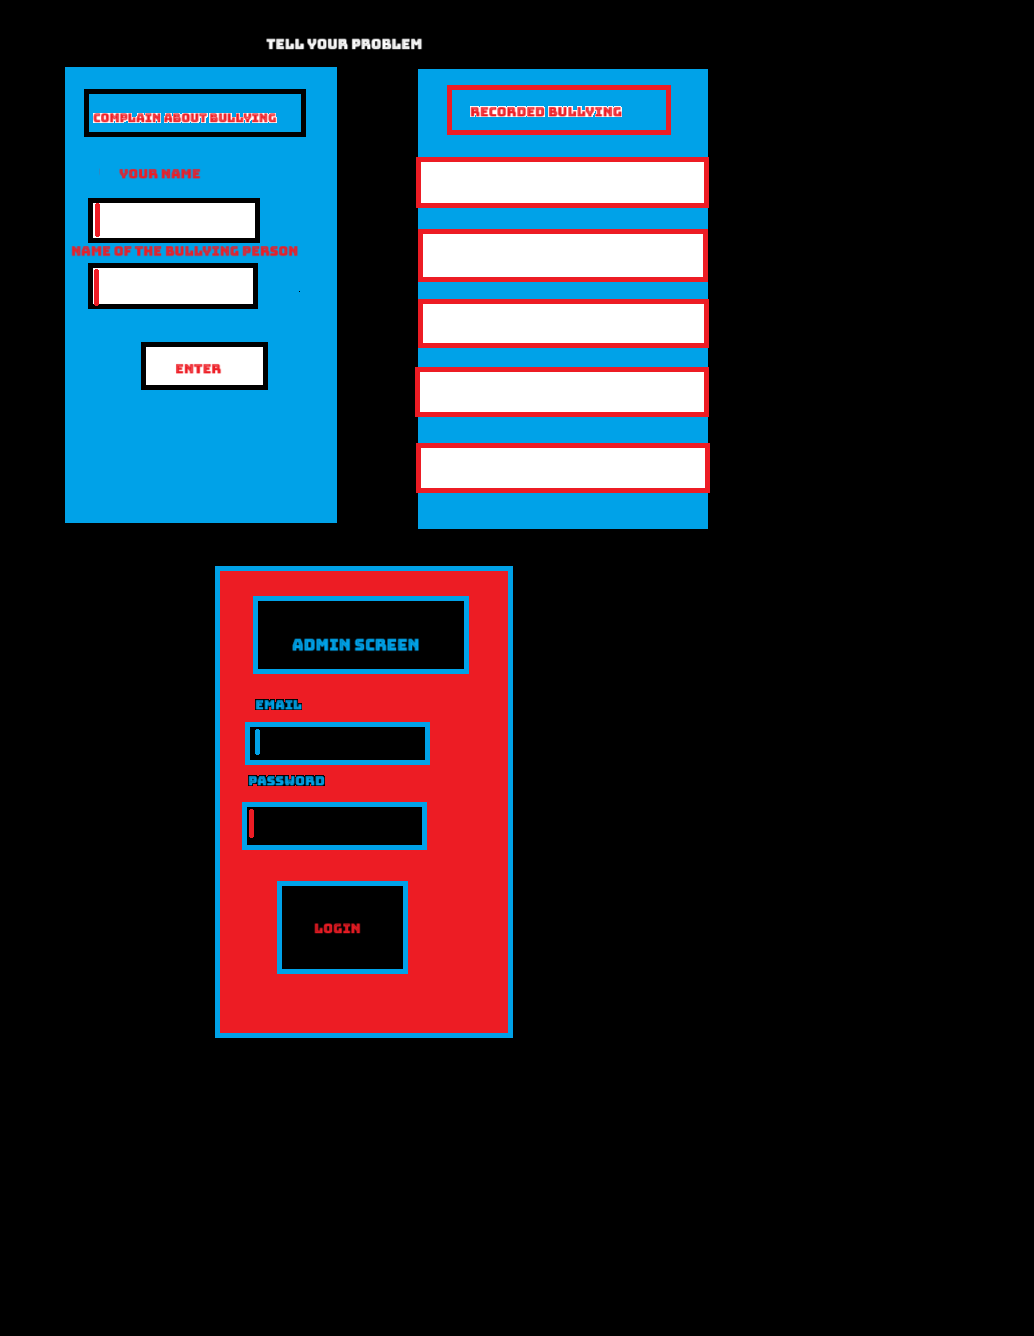 TELL YOUR PROBLEM
COMPLAIN ABOUT BULLYING
YOUR NAME
NAME OF THE BULLYING PERSON
ENTER
RECORDED BULLYING
ADMIN SCREEN
EMAIL
PASSWORD
LOGIN